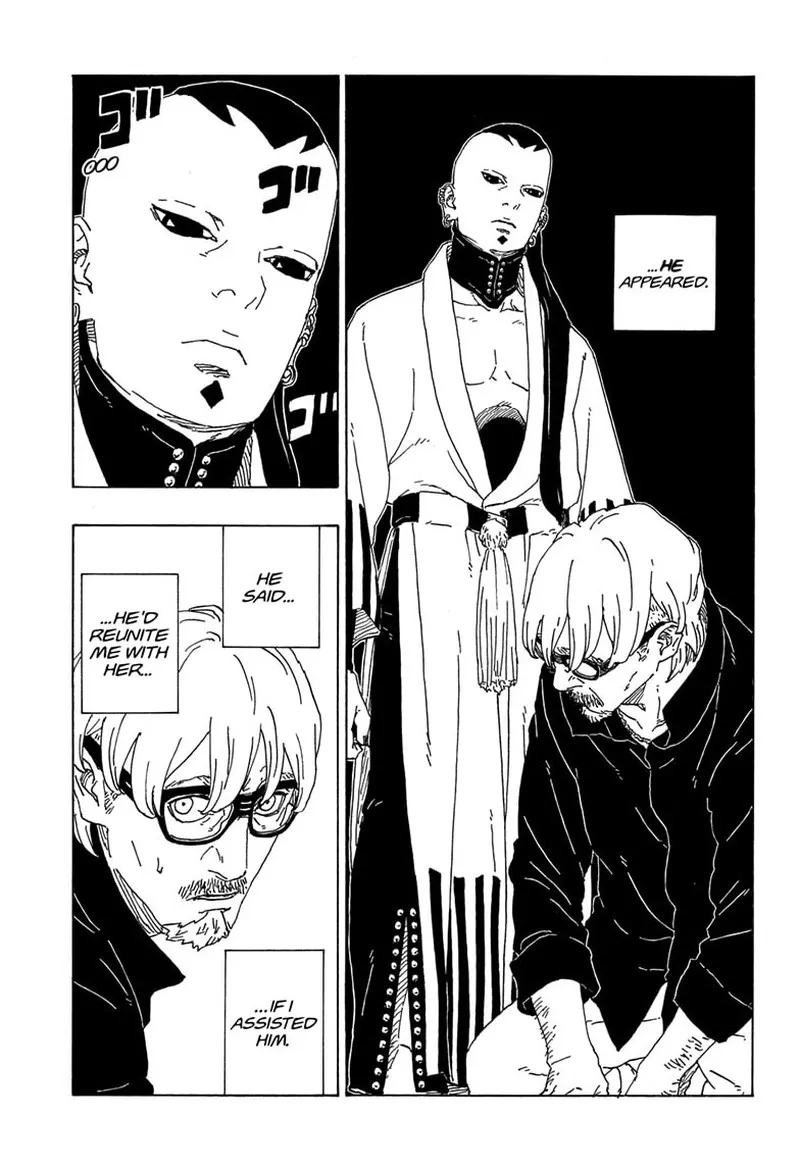 ...HE
APPEARED.
ゴ
ゴ
ゴ
HE
SAID...
...HE'D
REUNITE
ME WITH
HER...
...IF I
ASSISTED
HIM.